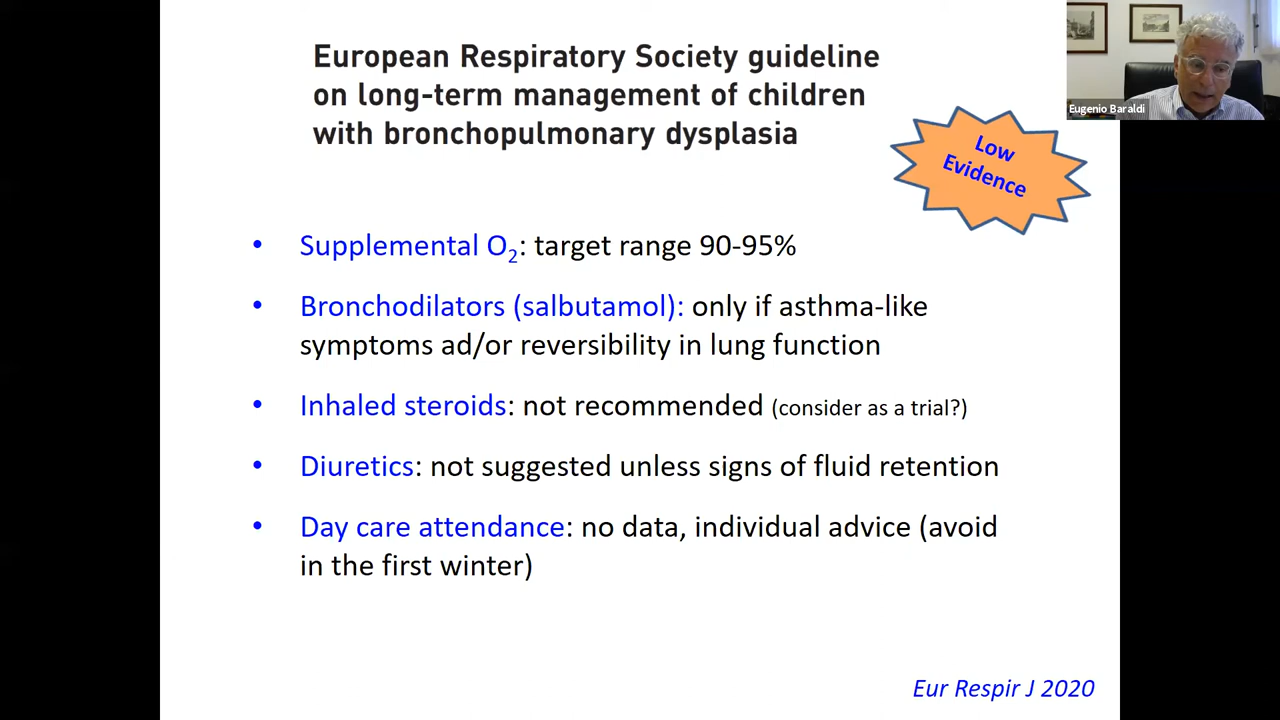 European Respiratory Society guideline
on long-term management of children
with bronchopulmonary dysplasia
Eugenio Baraldi
Low
Evidence
• Supplemental O₂: target range 90-95%
• Bronchodilators (salbutamol): only if asthma-like
symptoms ad/or reversibility in lung function
• Inhaled steroids: not recommended (consider as a trial?)
• Diuretics: not suggested unless signs of fluid retention
• Day care attendance: no data, individual advice (avoid
in the first winter)
Eur Respir J 2020